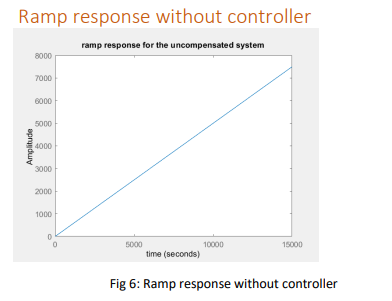 Ramp response without controller
ramp response for the uncompensated system
8000
7000
6000
5000
4000
3000
2000
1000
0
Amplitude
0 5000 10000 15000
time (seconds)
Fig 6: Ramp response without controller